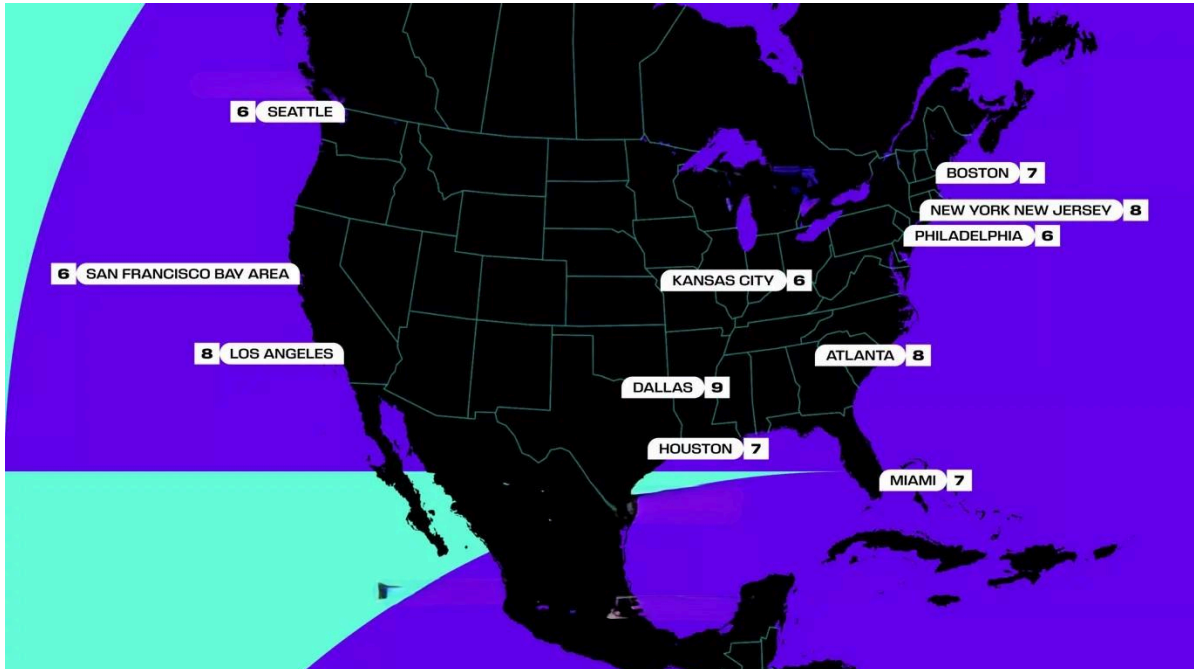 6 SEATTLE
BOSTON 7
NEW YORK NEW JERSEY 8
PHILADELPHIA 6
6 SAN FRANCISCO BAY AREA
KANSAS CITY 6
8 LOS ANGELES
ATLANTA 8
DALLAS 9
HOUSTON 7
MIAMI 7